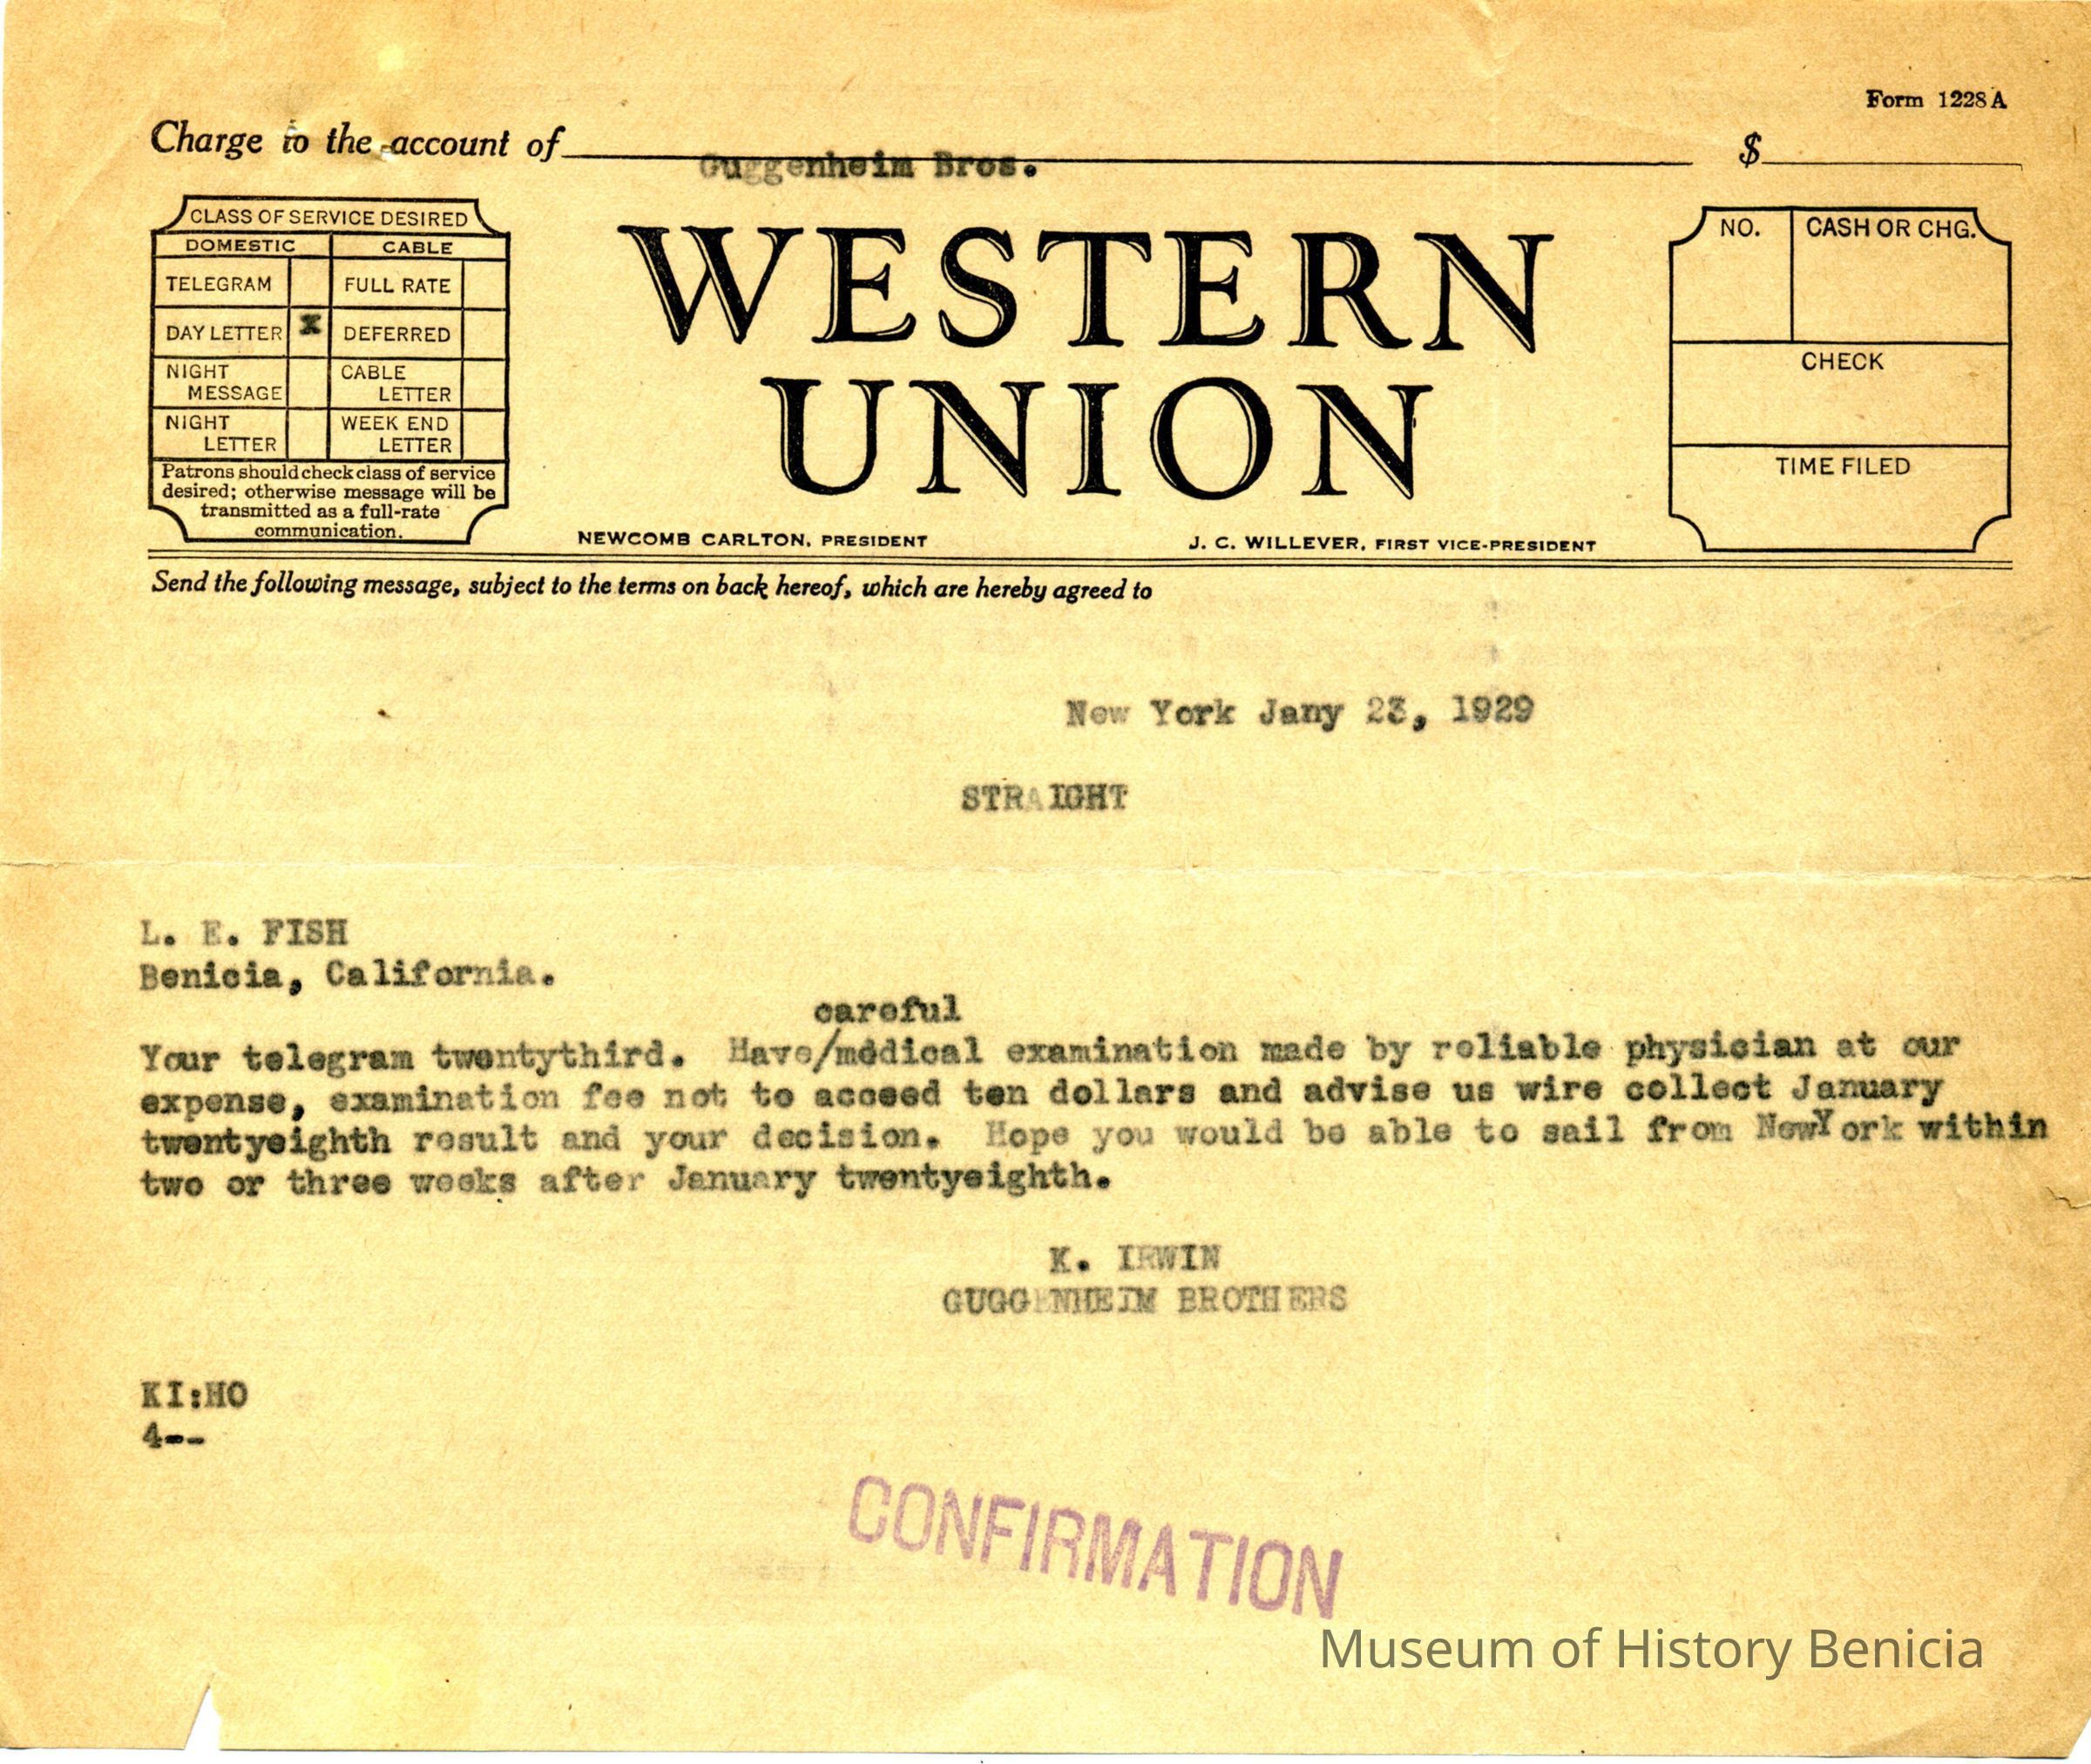 Form 1228 A
Charge to the account of Guggenheim Bros. $
CLASS OF SERVICE DESIRED
DOMESTIC CABLE
TELEGRAM FULL RATE
DAY LETTER X DEFERRED
NIGHT MESSAGE CABLE LETTER
NIGHT LETTER WEEK END LETTER
Patrons should check class of service
desired; otherwise message will be
transmitted as a full-rate
communication.
WESTERN
UNION
NEWCOMB CARLTON, PRESIDENT J. C. WILLEVER, FIRST VICE-PRESIDENT
NO. CASH OR CHG.
CHECK
TIME FILED
Send the following message, subject to the terms on back hereof, which are hereby agreed to
New York Jany 23, 1929
STRAIGHT
L. E. FISH
Benicia, California.
careful
Your telegram twentythird. Have/medical examination made by reliable physician at our
expense, examination fee not to acceed ten dollars and advise us wire collect January
twentyeighth result and your decision. Hope you would be able to sail from NewYork within
two or three weeks after January twentyeighth.
K. IRWIN
GUGGENHEIM BROTHERS
KI:HO
4--
CONFIRMATION
Museum of History Benicia